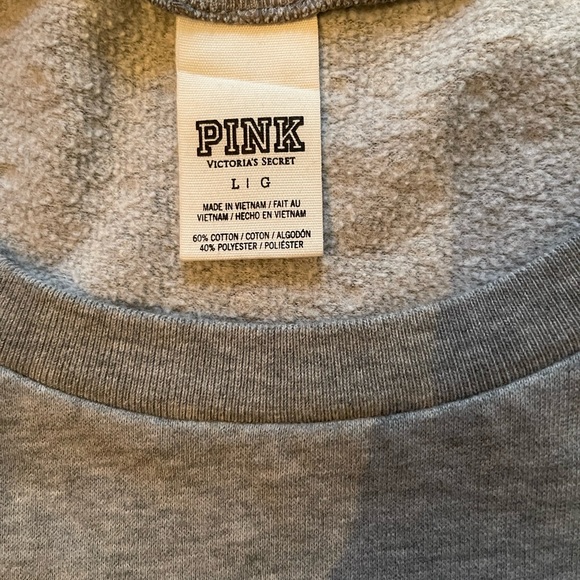 PINK
VICTORIA'S SECRET
L | G
MADE IN VIETNAM / FAIT AU
VIETNAM / HECHO EN VIETNAM
60% COTTON / COTON / ALGODÓN
40% POLYESTER / POLIÉSTER